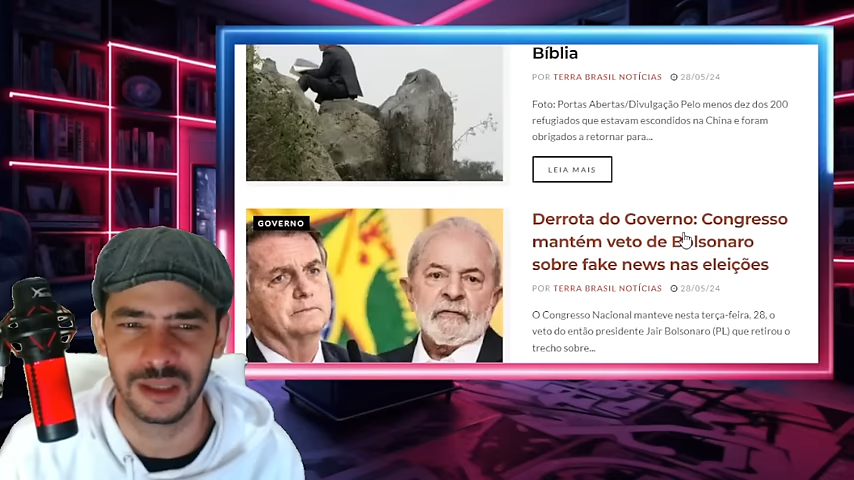 Bíblia
POR TERRA BRASIL NOTÍCIAS 28/05/24
Foto: Portas Abertas/Divulgação Pelo menos dez dos 200
refugiados que estavam escondidos na China e foram
obrigados a retornar para...
LEIA MAIS
GOVERNO
Derrota do Governo: Congresso
mantém veto de Bolsonaro
sobre fake news nas eleições
POR TERRA BRASIL NOTÍCIAS 28/05/24
O Congresso Nacional manteve nesta terça-feira, 28, o
veto do então presidente Jair Bolsonaro (PL) que retirou o
trecho sobre...